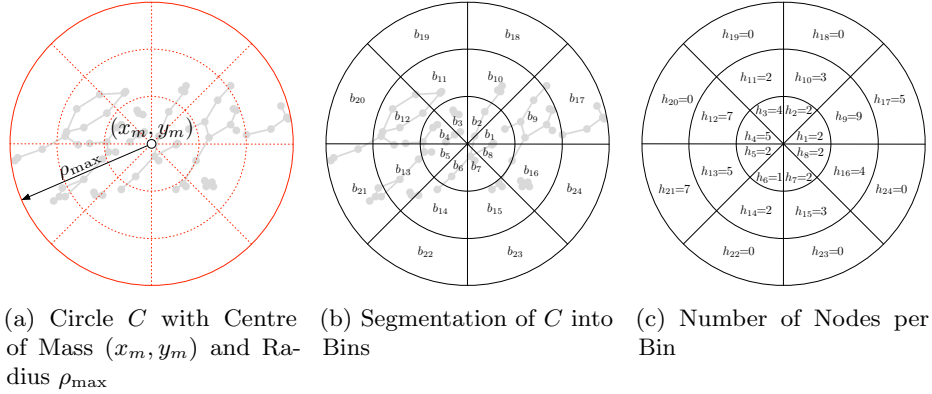 (x_m, y_m)
ρ_max
b_19 b_18
b_20 b_11 b_10 b_17
b_12 b_3 b_2 b_9
b_4 b_1
b_5 b_8
b_21 b_13 b_6 b_7 b_16 b_24
b_14 b_15
b_22 b_23
h_19=0 h_18=0
h_11=2 h_10=3
h_20=0 h_17=5
h_12=7 h_3=4 h_2=2 h_9=9
h_4=5 h_1=2
h_5=2 h_8=2
h_13=5 h_6=1 h_7=2 h_16=4
h_21=7 h_24=0
h_14=2 h_15=3
h_22=0 h_23=0
(a) Circle C with Centre
of Mass (x_m, y_m) and Ra-
dius ρ_max
(b) Segmentation of C into
Bins
(c) Number of Nodes per
Bin